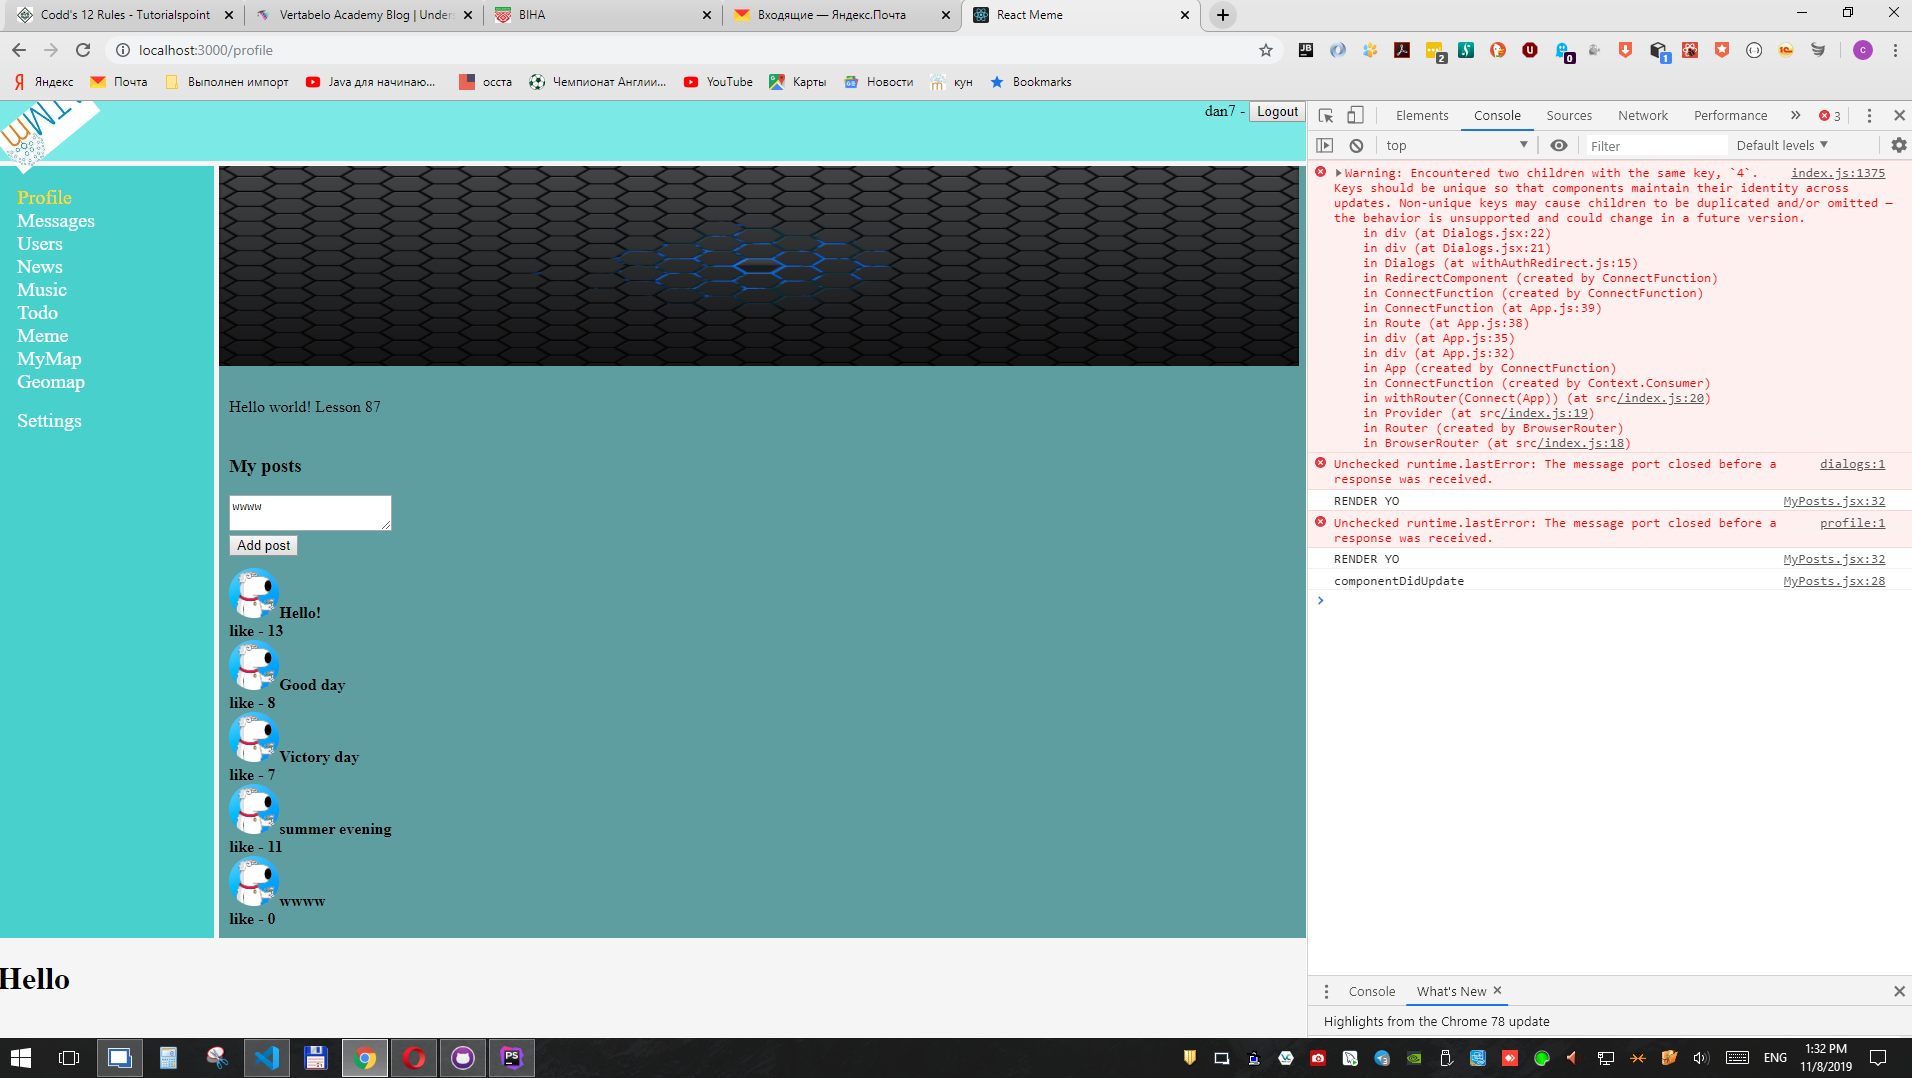 Codd's 12 Rules - Tutorialspoint
Vertabelo Academy Blog | Unders
BIHA
Входящие — Яндекс.Почта
React Meme
localhost:3000/profile
Яндекс
Почта
Выполнен импорт
Java для начинаю...
осста
Чемпионат Англии...
YouTube
Карты
Новости
кун
Bookmarks
dan7 - Logout
Profile
Messages
Users
News
Music
Todo
Meme
MyMap
Geomap
Settings
Hello world! Lesson 87
My posts
wwww
Add post
Hello!
like - 13
Good day
like - 8
Victory day
like - 7
summer evening
like - 11
wwww
like - 0
Hello
Elements Console Sources Network Performance 3
top Filter Default levels
Warning: Encountered two children with the same key, `4`. index.js:1375
Keys should be unique so that components maintain their identity across
updates. Non-unique keys may cause children to be duplicated and/or omitted —
the behavior is unsupported and could change in a future version.
in div (at Dialogs.jsx:22)
in div (at Dialogs.jsx:21)
in Dialogs (at withAuthRedirect.js:15)
in RedirectComponent (created by ConnectFunction)
in ConnectFunction (created by ConnectFunction)
in ConnectFunction (at App.js:39)
in Route (at App.js:38)
in div (at App.js:35)
in div (at App.js:32)
in App (created by ConnectFunction)
in ConnectFunction (created by Context.Consumer)
in withRouter(Connect(App)) (at src/index.js:20)
in Provider (at src/index.js:19)
in Router (created by BrowserRouter)
in BrowserRouter (at src/index.js:18)
Unchecked runtime.lastError: The message port closed before a dialogs:1
response was received.
RENDER YO MyPosts.jsx:32
Unchecked runtime.lastError: The message port closed before a profile:1
response was received.
RENDER YO MyPosts.jsx:32
componentDidUpdate MyPosts.jsx:28
Console What's New
Highlights from the Chrome 78 update
ENG
1:32 PM
11/8/2019